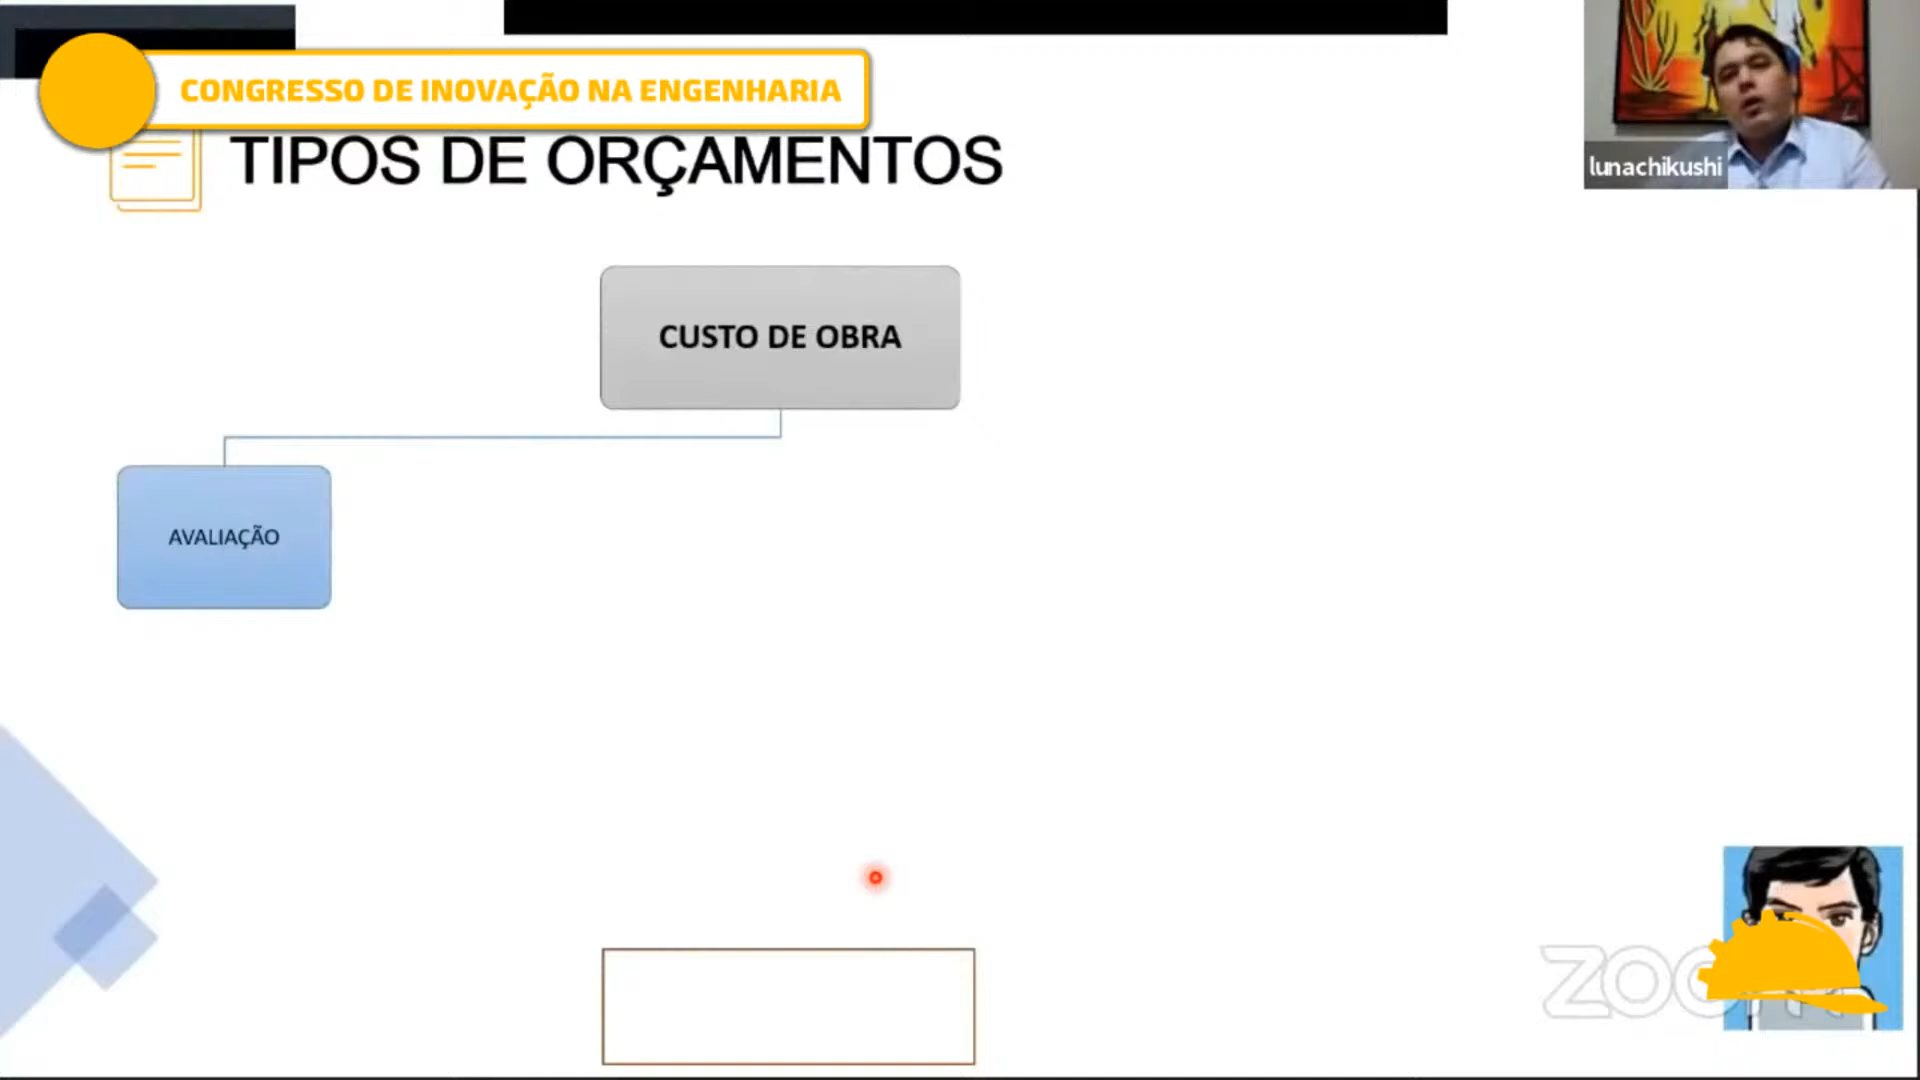 CONGRESSO DE INOVAÇÃO NA ENGENHARIA
TIPOS DE ORÇAMENTOS
lunachikushi
CUSTO DE OBRA
AVALIAÇÃO